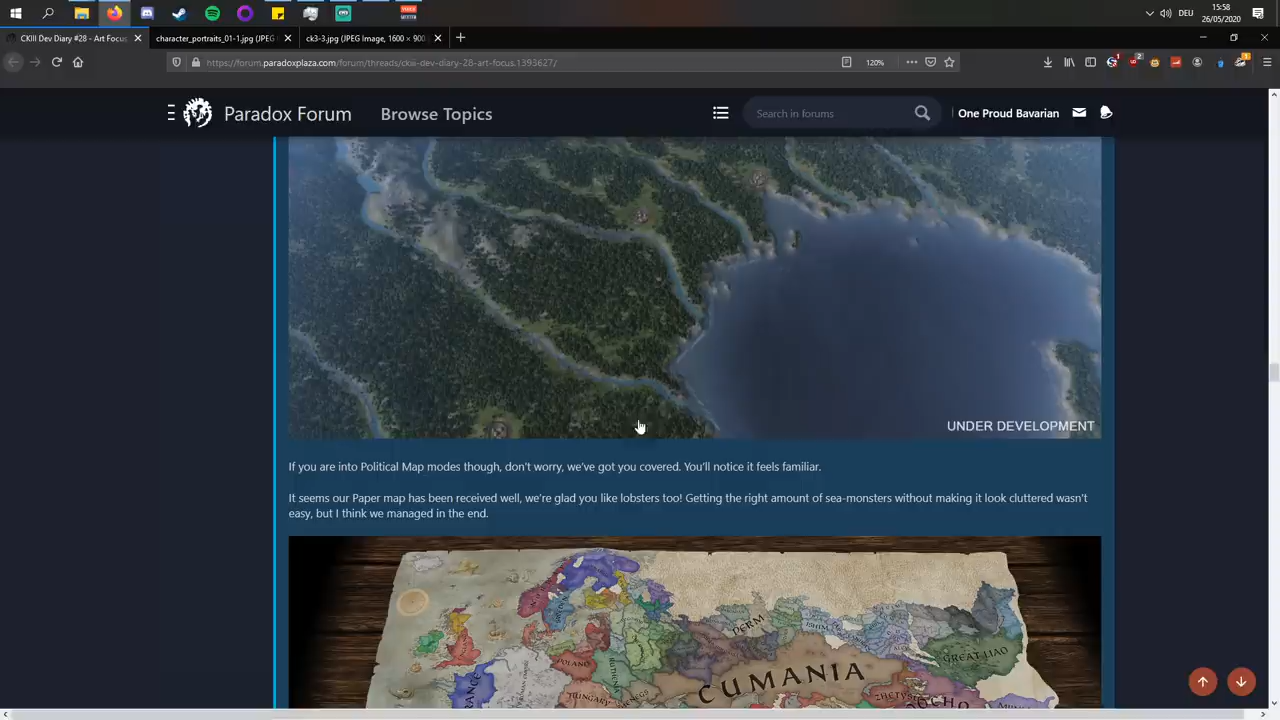 15:58
DEU
26/05/2020
CKIII Dev Diary #28 - Art Focus
character_portraits_01-1.jpg (JPEG
ck3-3.jpg (JPEG Image, 1600 × 900
https://forum.paradoxplaza.com/forum/threads/ckiii-dev-diary-28-art-focus.1393627/
120%
Paradox Forum
Browse Topics
Search in forums
One Proud Bavarian
UNDER DEVELOPMENT
If you are into Political Map modes though, don't worry, we've got you covered. You'll notice it feels familiar.
It seems our Paper map has been received well, we're glad you like lobsters too! Getting the right amount of sea-monsters without making it look cluttered wasn't
easy, but I think we managed in the end.
PERM
GREAT LIAO
POLAND
CUMANIA
HUNGARY